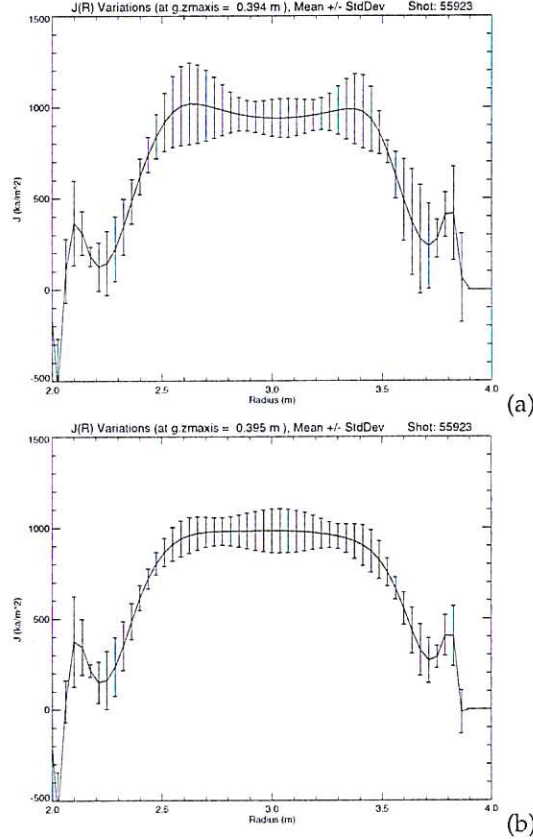 J(R) Variations (at g.zmaxis = 0.394 m ), Mean +/- StdDev Shot: 55923
1500
1000
500
0
-500
J (ka/m^2)
2.0 2.5 3.0 3.5 4.0
Radius (m)
(a)
J(R) Variations (at g.zmaxis = 0.395 m ), Mean +/- StdDev Shot: 55923
1500
1000
500
0
-500
J (ka/m^2)
2.0 2.5 3.0 3.5 4.0
Radius (m)
(b)